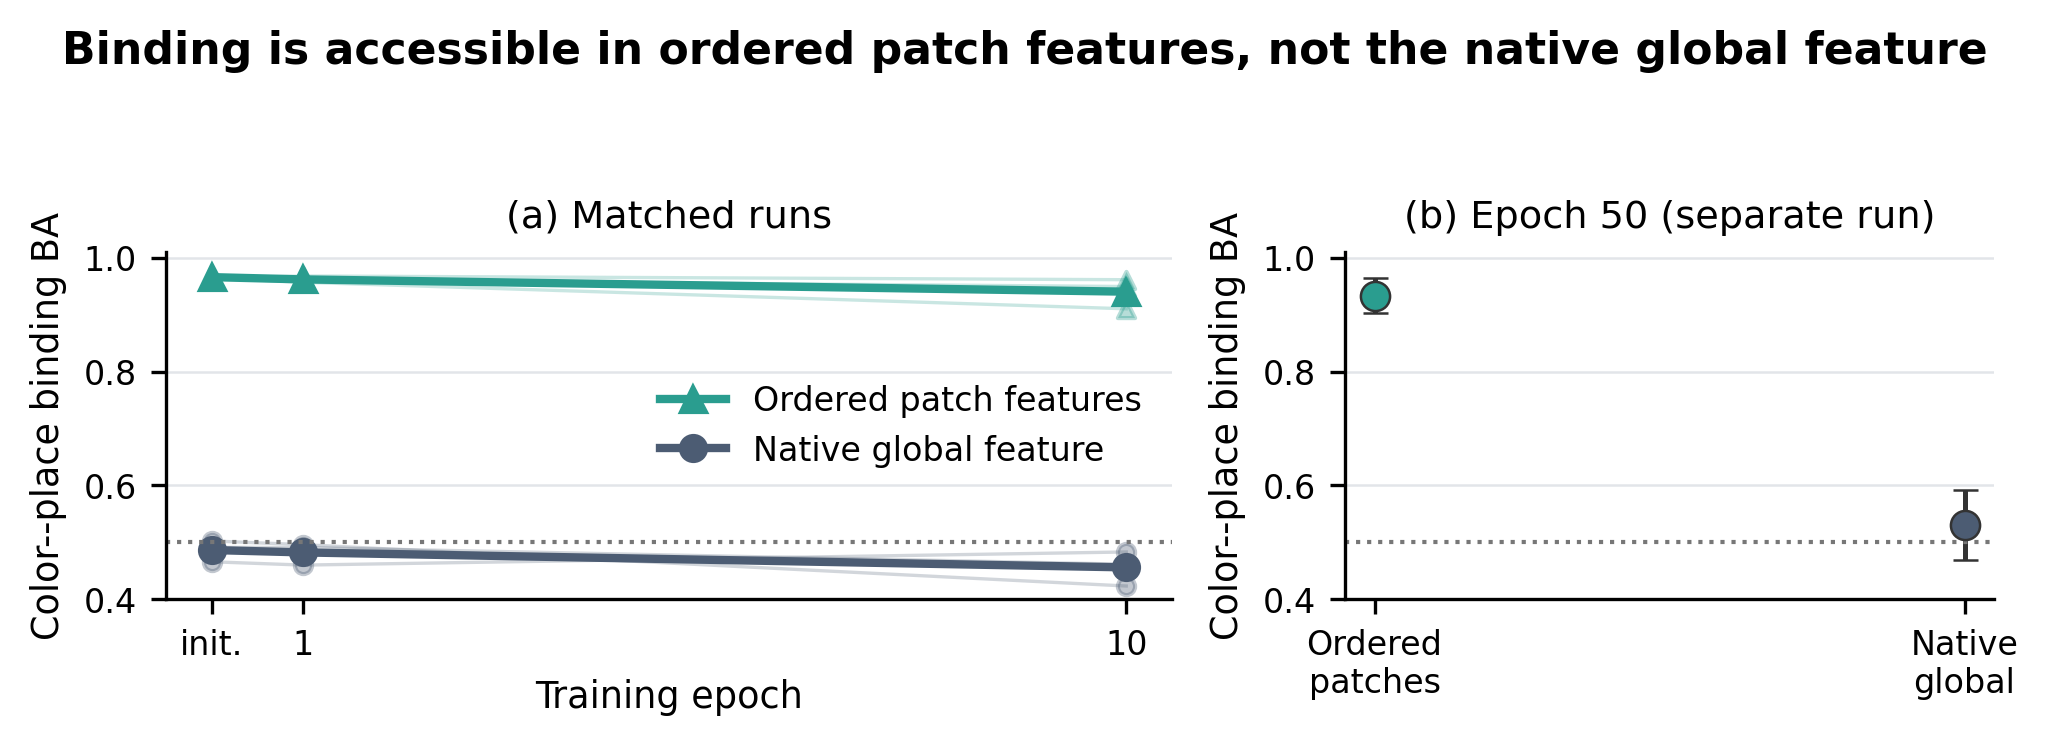 Binding is accessible in ordered patch features, not the native global feature
(a) Matched runs
Color--place binding BA
1.0
0.8
0.6
0.4
Ordered patch features
Native global feature
init.
1
10
Training epoch
(b) Epoch 50 (separate run)
Color--place binding BA
1.0
0.8
0.6
0.4
Ordered
patches
Native
global